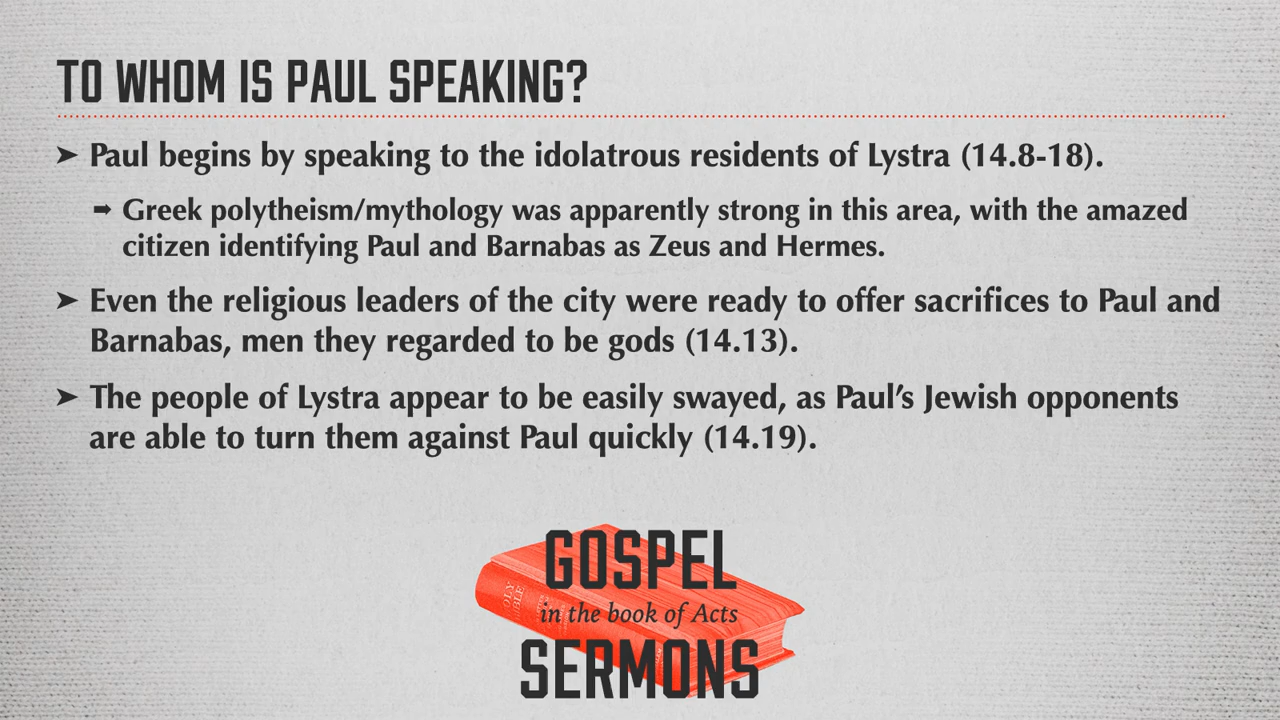 TO WHOM IS PAUL SPEAKING?
➤ Paul begins by speaking to the idolatrous residents of Lystra (14.8-18).
➡ Greek polytheism/mythology was apparently strong in this area, with the amazed
citizen identifying Paul and Barnabas as Zeus and Hermes.
➤ Even the religious leaders of the city were ready to offer sacrifices to Paul and
Barnabas, men they regarded to be gods (14.13).
➤ The people of Lystra appear to be easily swayed, as Paul’s Jewish opponents
are able to turn them against Paul quickly (14.19).
GOSPEL
in the book of Acts
SERMONS